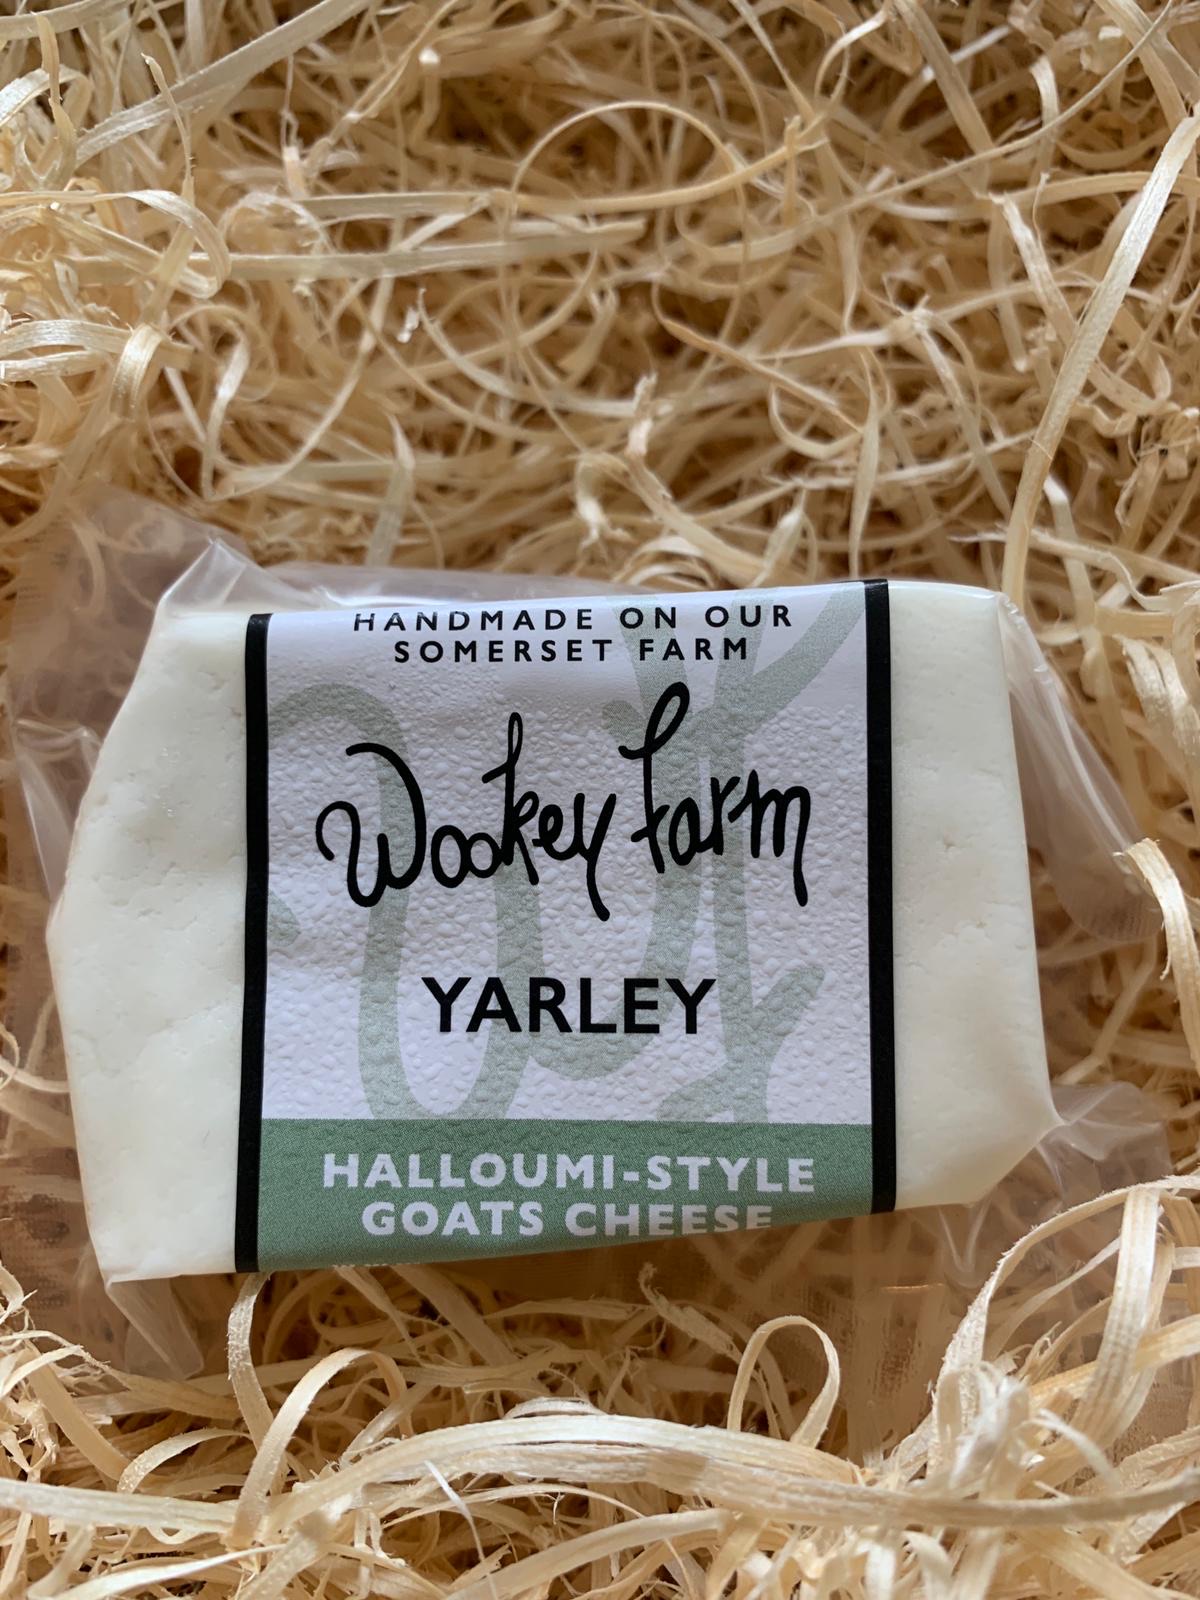 HANDMADE ON OUR
SOMERSET FARM
Wookey Farm
YARLEY
HALLOUMI-STYLE
GOATS CHEESE